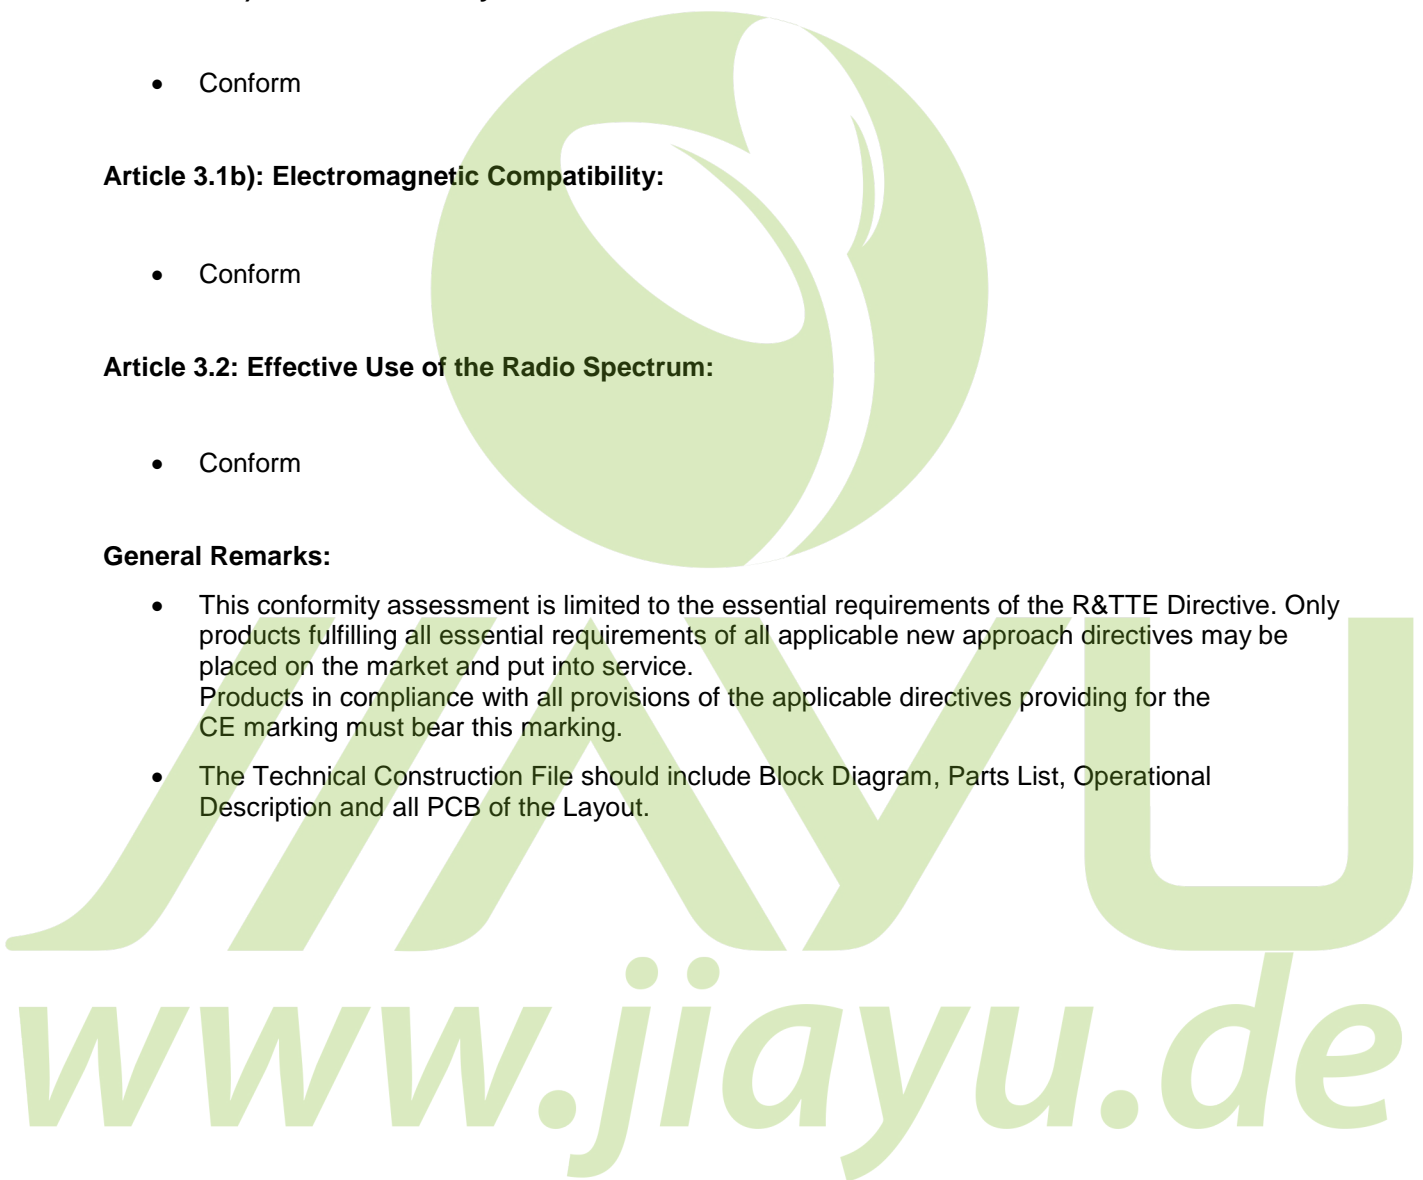 • Conform
Article 3.1b): Electromagnetic Compatibility:
• Conform
Article 3.2: Effective Use of the Radio Spectrum:
• Conform
General Remarks:
• This conformity assessment is limited to the essential requirements of the R&TTE Directive. Only
products fulfilling all essential requirements of all applicable new approach directives may be
placed on the market and put into service.
Products in compliance with all provisions of the applicable directives providing for the
CE marking must bear this marking.
• The Technical Construction File should include Block Diagram, Parts List, Operational
Description and all PCB of the Layout.
JIAYU
www.jiayu.de